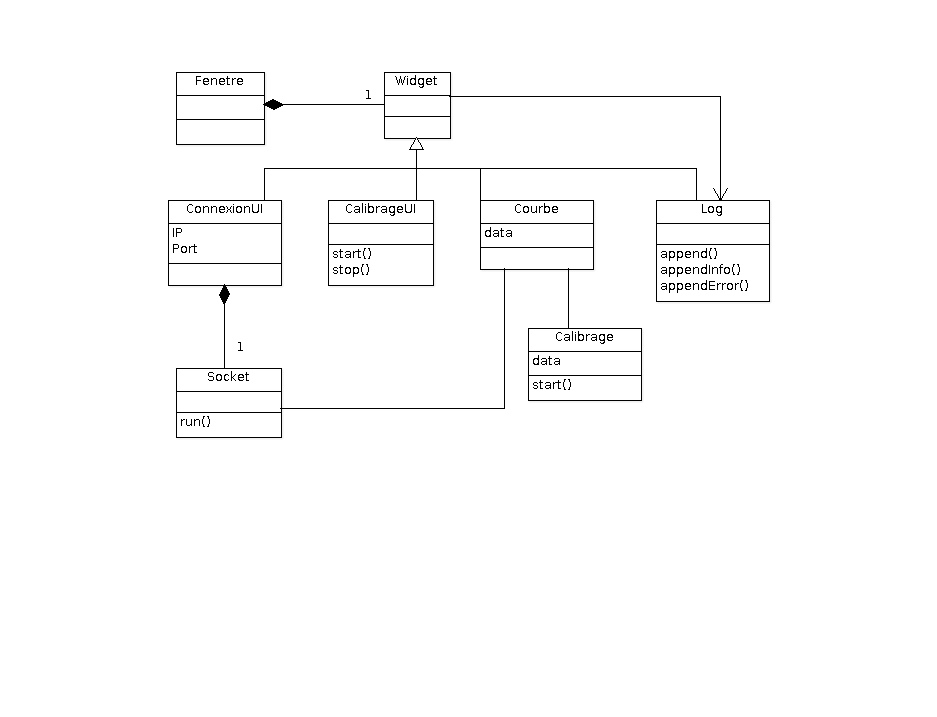 Fenetre
1
Widget
ConnexionUI
IP
Port
CalibrageUI
start()
stop()
Courbe
data
Log
append()
appendInfo()
appendError()
1
Calibrage
data
start()
Socket
run()